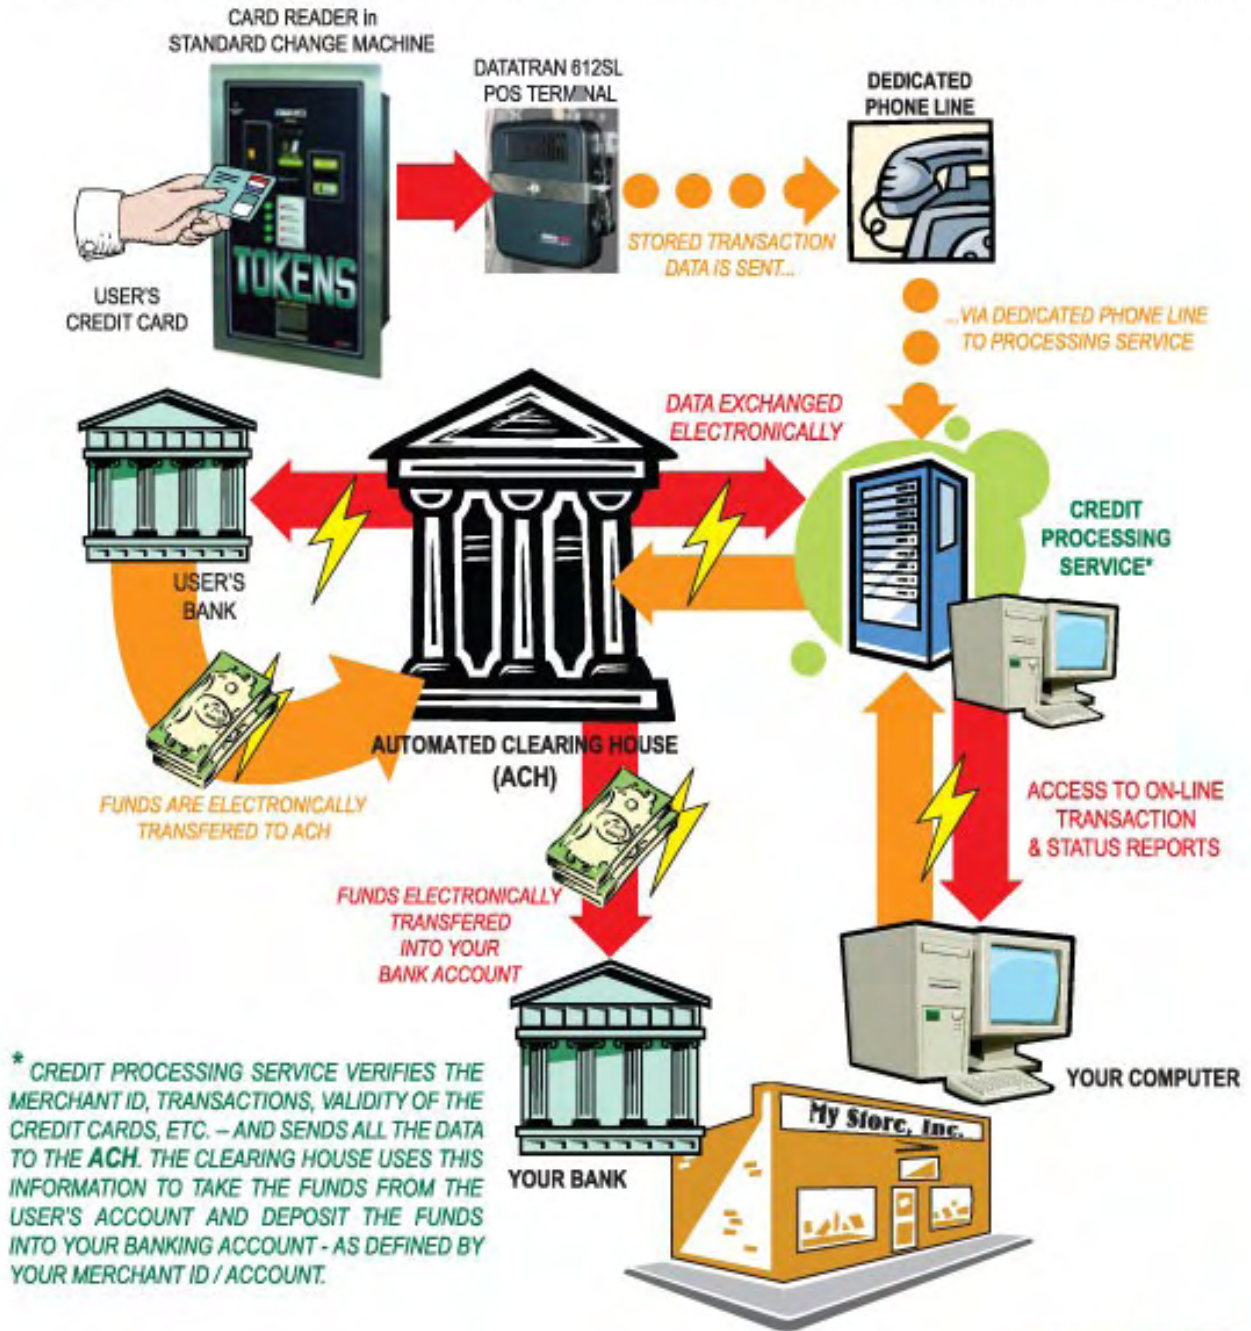 CARD READER in
STANDARD CHANGE MACHINE
DATATRAN 612SL
POS TERMINAL
DEDICATED
PHONE LINE
TOKENS
USER'S
CREDIT CARD
STORED TRANSACTION
DATA IS SENT...
...VIA DEDICATED PHONE LINE
TO PROCESSING SERVICE
DATA EXCHANGED
ELECTRONICALLY
CREDIT
PROCESSING
SERVICE*
USER'S
BANK
AUTOMATED CLEARING HOUSE
(ACH)
FUNDS ARE ELECTRONICALLY
TRANSFERED TO ACH
ACCESS TO ON-LINE
TRANSACTION
& STATUS REPORTS
FUNDS ELECTRONICALLY
TRANSFERED
INTO YOUR
BANK ACCOUNT
YOUR COMPUTER
My Store, Inc.
YOUR BANK
* CREDIT PROCESSING SERVICE VERIFIES THE
MERCHANT ID, TRANSACTIONS, VALIDITY OF THE
CREDIT CARDS, ETC. – AND SENDS ALL THE DATA
TO THE ACH. THE CLEARING HOUSE USES THIS
INFORMATION TO TAKE THE FUNDS FROM THE
USER'S ACCOUNT AND DEPOSIT THE FUNDS
INTO YOUR BANKING ACCOUNT - AS DEFINED BY
YOUR MERCHANT ID / ACCOUNT.